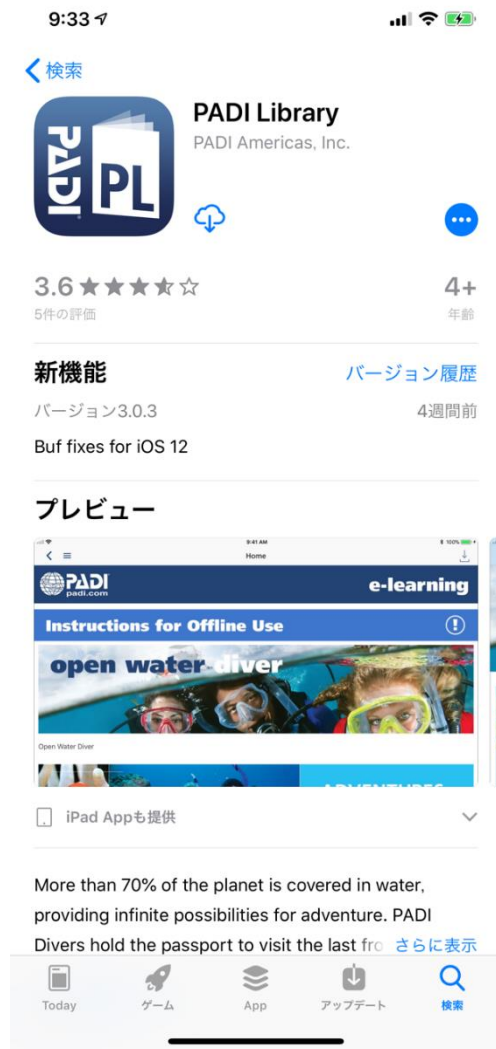 9:33
検索
PADI
PL
PADI Library
PADI Americas, Inc.
3.6
4+
5件の評価
年齢
新機能
バージョン履歴
バージョン3.0.3
4週間前
Buf fixes for iOS 12
プレビュー
9:41 AM
100%
Home
PADI
padi.com
e-learning
Instructions for Offline Use
open water diver
Open Water Diver
ADVENTURES
iPad Appも提供
More than 70% of the planet is covered in water,
providing infinite possibilities for adventure. PADI
Divers hold the passport to visit the last fro さらに表示
Today
ゲーム
App
アップデート
検索